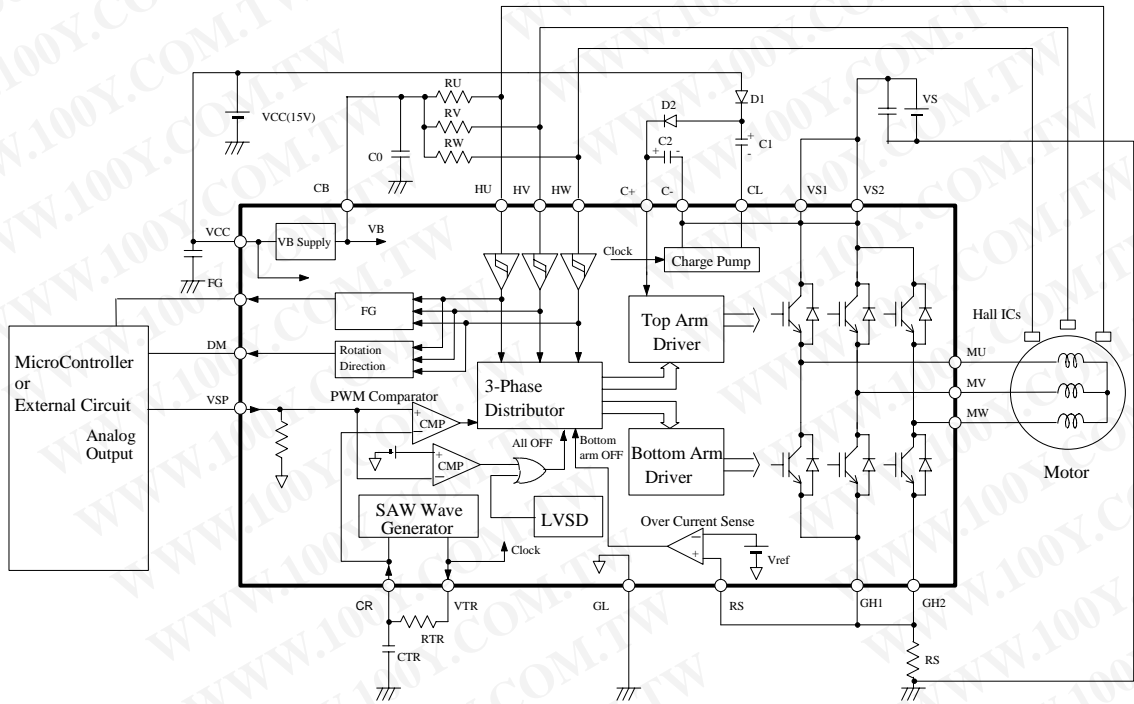 RU
RV
RW
VCC(15V)
C0
D2
D1
C2
+
-
+
-
C1
VS
CB
HU
HV
HW
C+
C-
CL
VS1
VS2
VCC
VB Supply
VB
Clock
Charge Pump
FG
FG
Top Arm
Driver
Hall ICs
DM
Rotation
Direction
MicroController
or
External Circuit
Analog
Output
VSP
PWM Comparator
+
-
CMP
3-Phase
Distributor
MU
MV
MW
All OFF
Bottom
arm OFF
+
-
CMP
Bottom Arm
Driver
Motor
SAW Wave
Generator
LVSD
Over Current Sense
-
+
Vref
Clock
CR
VTR
GL
RS
GH1
GH2
RTR
CTR
RS
WWW.100Y.COM.TW